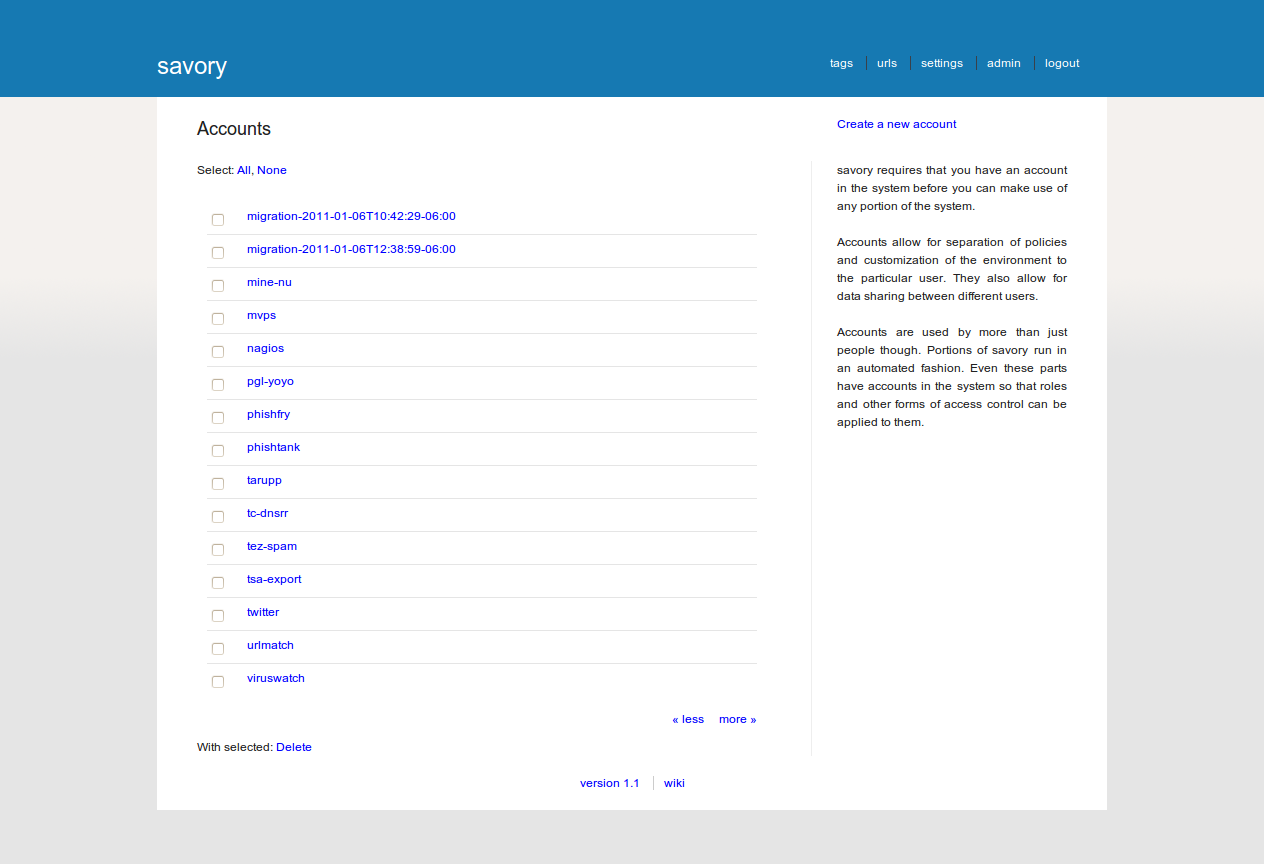 savory
tags
urls
settings
admin
logout
Accounts
Create a new account
Select: All, None
migration-2011-01-06T10:42:29-06:00
migration-2011-01-06T12:38:59-06:00
mine-nu
mvps
nagios
pgl-yoyo
phishfry
phishtank
tarupp
tc-dnsrr
tez-spam
tsa-export
twitter
urlmatch
viruswatch
« less
more »
With selected: Delete
savory requires that you have an account
in the system before you can make use of
any portion of the system.
Accounts allow for separation of policies
and customization of the environment to
the particular user. They also allow for
data sharing between different users.
Accounts are used by more than just
people though. Portions of savory run in
an automated fashion. Even these parts
have accounts in the system so that roles
and other forms of access control can be
applied to them.
version 1.1
wiki